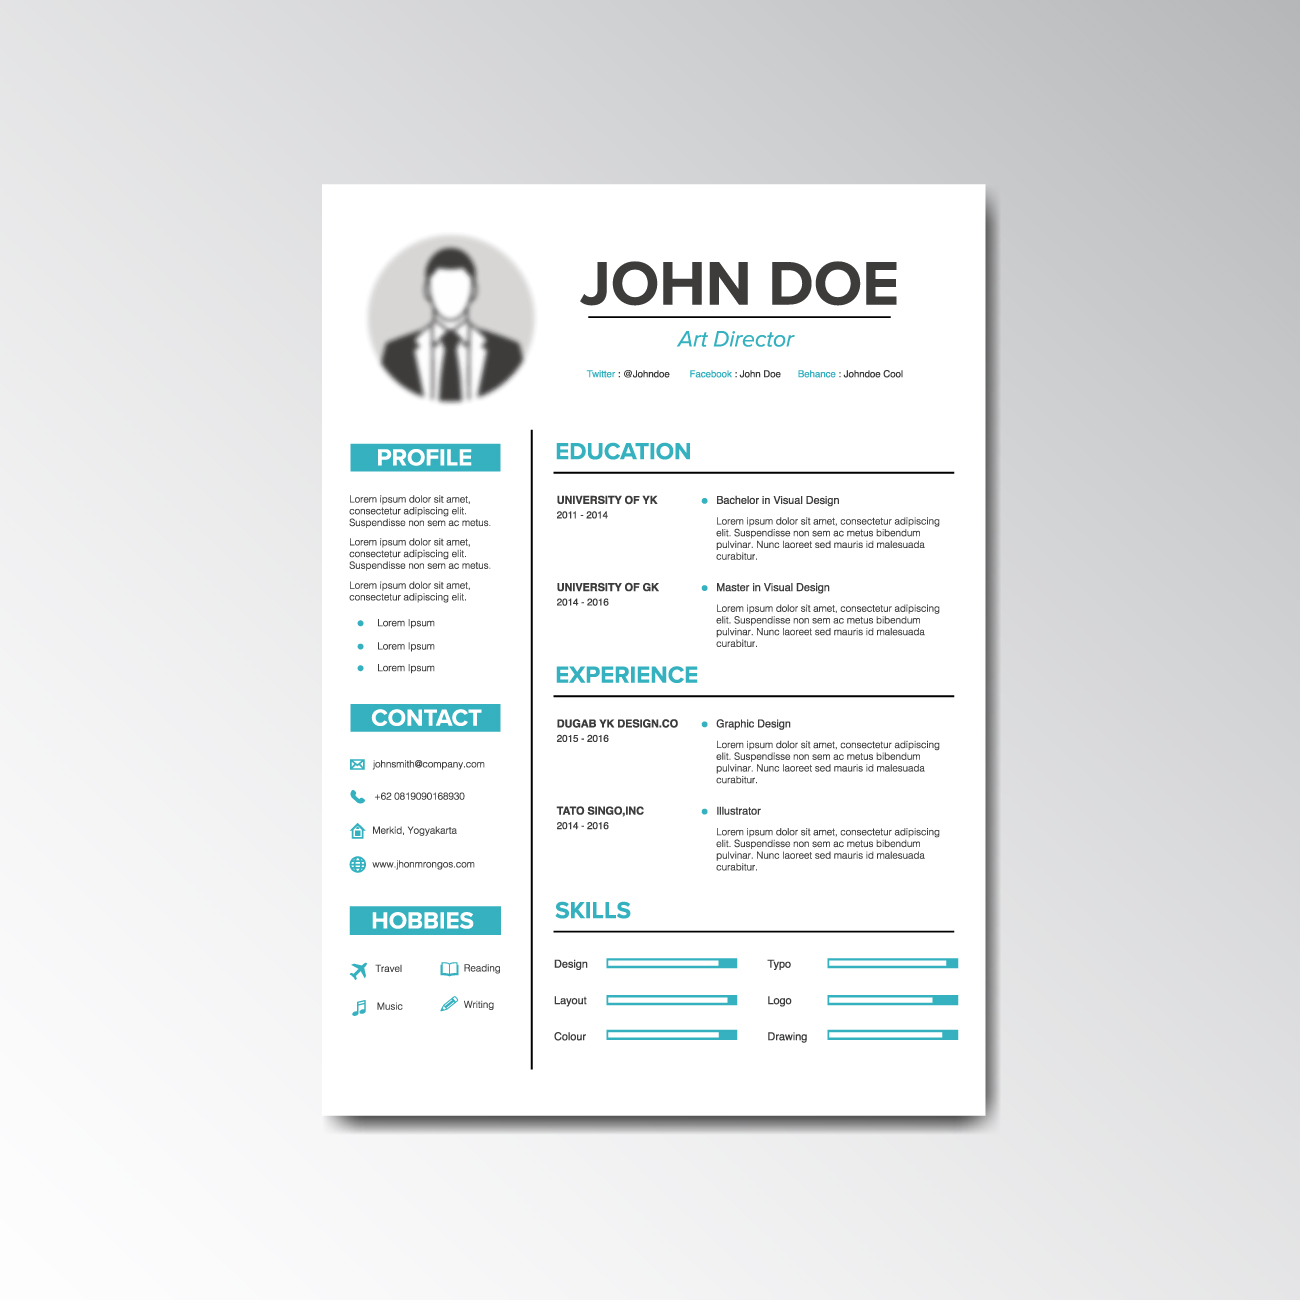 JOHN DOE
Art Director
Twitter : @Johndoe Facebook : John Doe Behance : Johndoe Cool
PROFILE
Lorem ipsum dolor sit amet,
consectetur adipiscing elit.
Suspendisse non sem ac metus.
Lorem ipsum dolor sit amet,
consectetur adipiscing elit.
Suspendisse non sem ac metus.
Lorem ipsum dolor sit amet,
consectetur adipiscing elit.
Lorem Ipsum
Lorem Ipsum
Lorem Ipsum
CONTACT
johnsmith@company.com
+62 0819090168930
Merkid, Yogyakarta
www.jhonmrongos.com
HOBBIES
Travel Reading
Music Writing
EDUCATION
UNIVERSITY OF YK
2011 - 2014
Bachelor in Visual Design
Lorem ipsum dolor sit amet, consectetur adipiscing
elit. Suspendisse non sem ac metus bibendum
pulvinar. Nunc laoreet sed mauris id malesuada
curabitur.
UNIVERSITY OF GK
2014 - 2016
Master in Visual Design
Lorem ipsum dolor sit amet, consectetur adipiscing
elit. Suspendisse non sem ac metus bibendum
pulvinar. Nunc laoreet sed mauris id malesuada
curabitur.
EXPERIENCE
DUGAB YK DESIGN.CO
2015 - 2016
Graphic Design
Lorem ipsum dolor sit amet, consectetur adipiscing
elit. Suspendisse non sem ac metus bibendum
pulvinar. Nunc laoreet sed mauris id malesuada
curabitur.
TATO SINGO,INC
2014 - 2016
Illustrator
Lorem ipsum dolor sit amet, consectetur adipiscing
elit. Suspendisse non sem ac metus bibendum
pulvinar. Nunc laoreet sed mauris id malesuada
curabitur.
SKILLS
Design Typo
Layout Logo
Colour Drawing